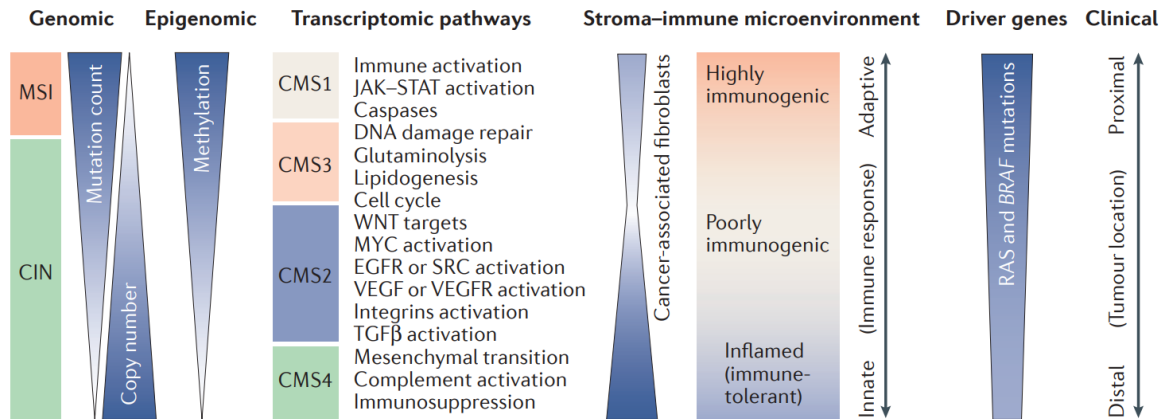 Genomic
Epigenomic
Transcriptomic pathways
Stroma–immune microenvironment
Driver genes
Clinical
MSI
CIN
Mutation count
Copy number
Methylation
CMS1
CMS3
CMS2
CMS4
Immune activation
JAK–STAT activation
Caspases
DNA damage repair
Glutaminolysis
Lipidogenesis
Cell cycle
WNT targets
MYC activation
EGFR or SRC activation
VEGF or VEGFR activation
Integrins activation
TGFβ activation
Mesenchymal transition
Complement activation
Immunosuppression
Cancer-associated fibroblasts
Highly
immunogenic
Poorly
immunogenic
Inflamed
(immune-
tolerant)
Innate (Immune response) Adaptive
RAS and BRAF mutations
Distal (Tumour location) Proximal